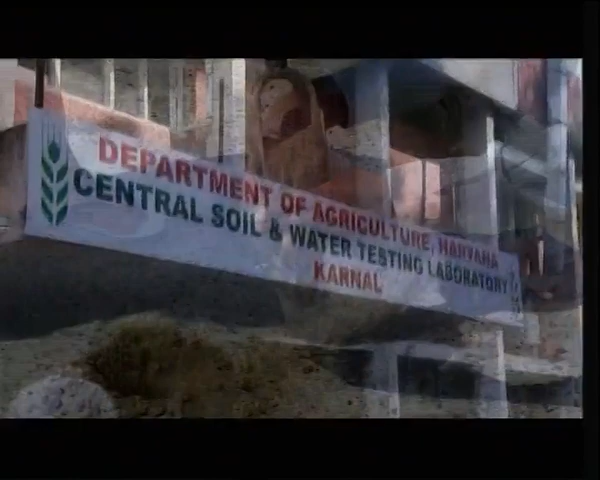 DEPARTMENT OF AGRICULTURE, HARYANA
CENTRAL SOIL & WATER TESTING LABORATORY
KARNAL